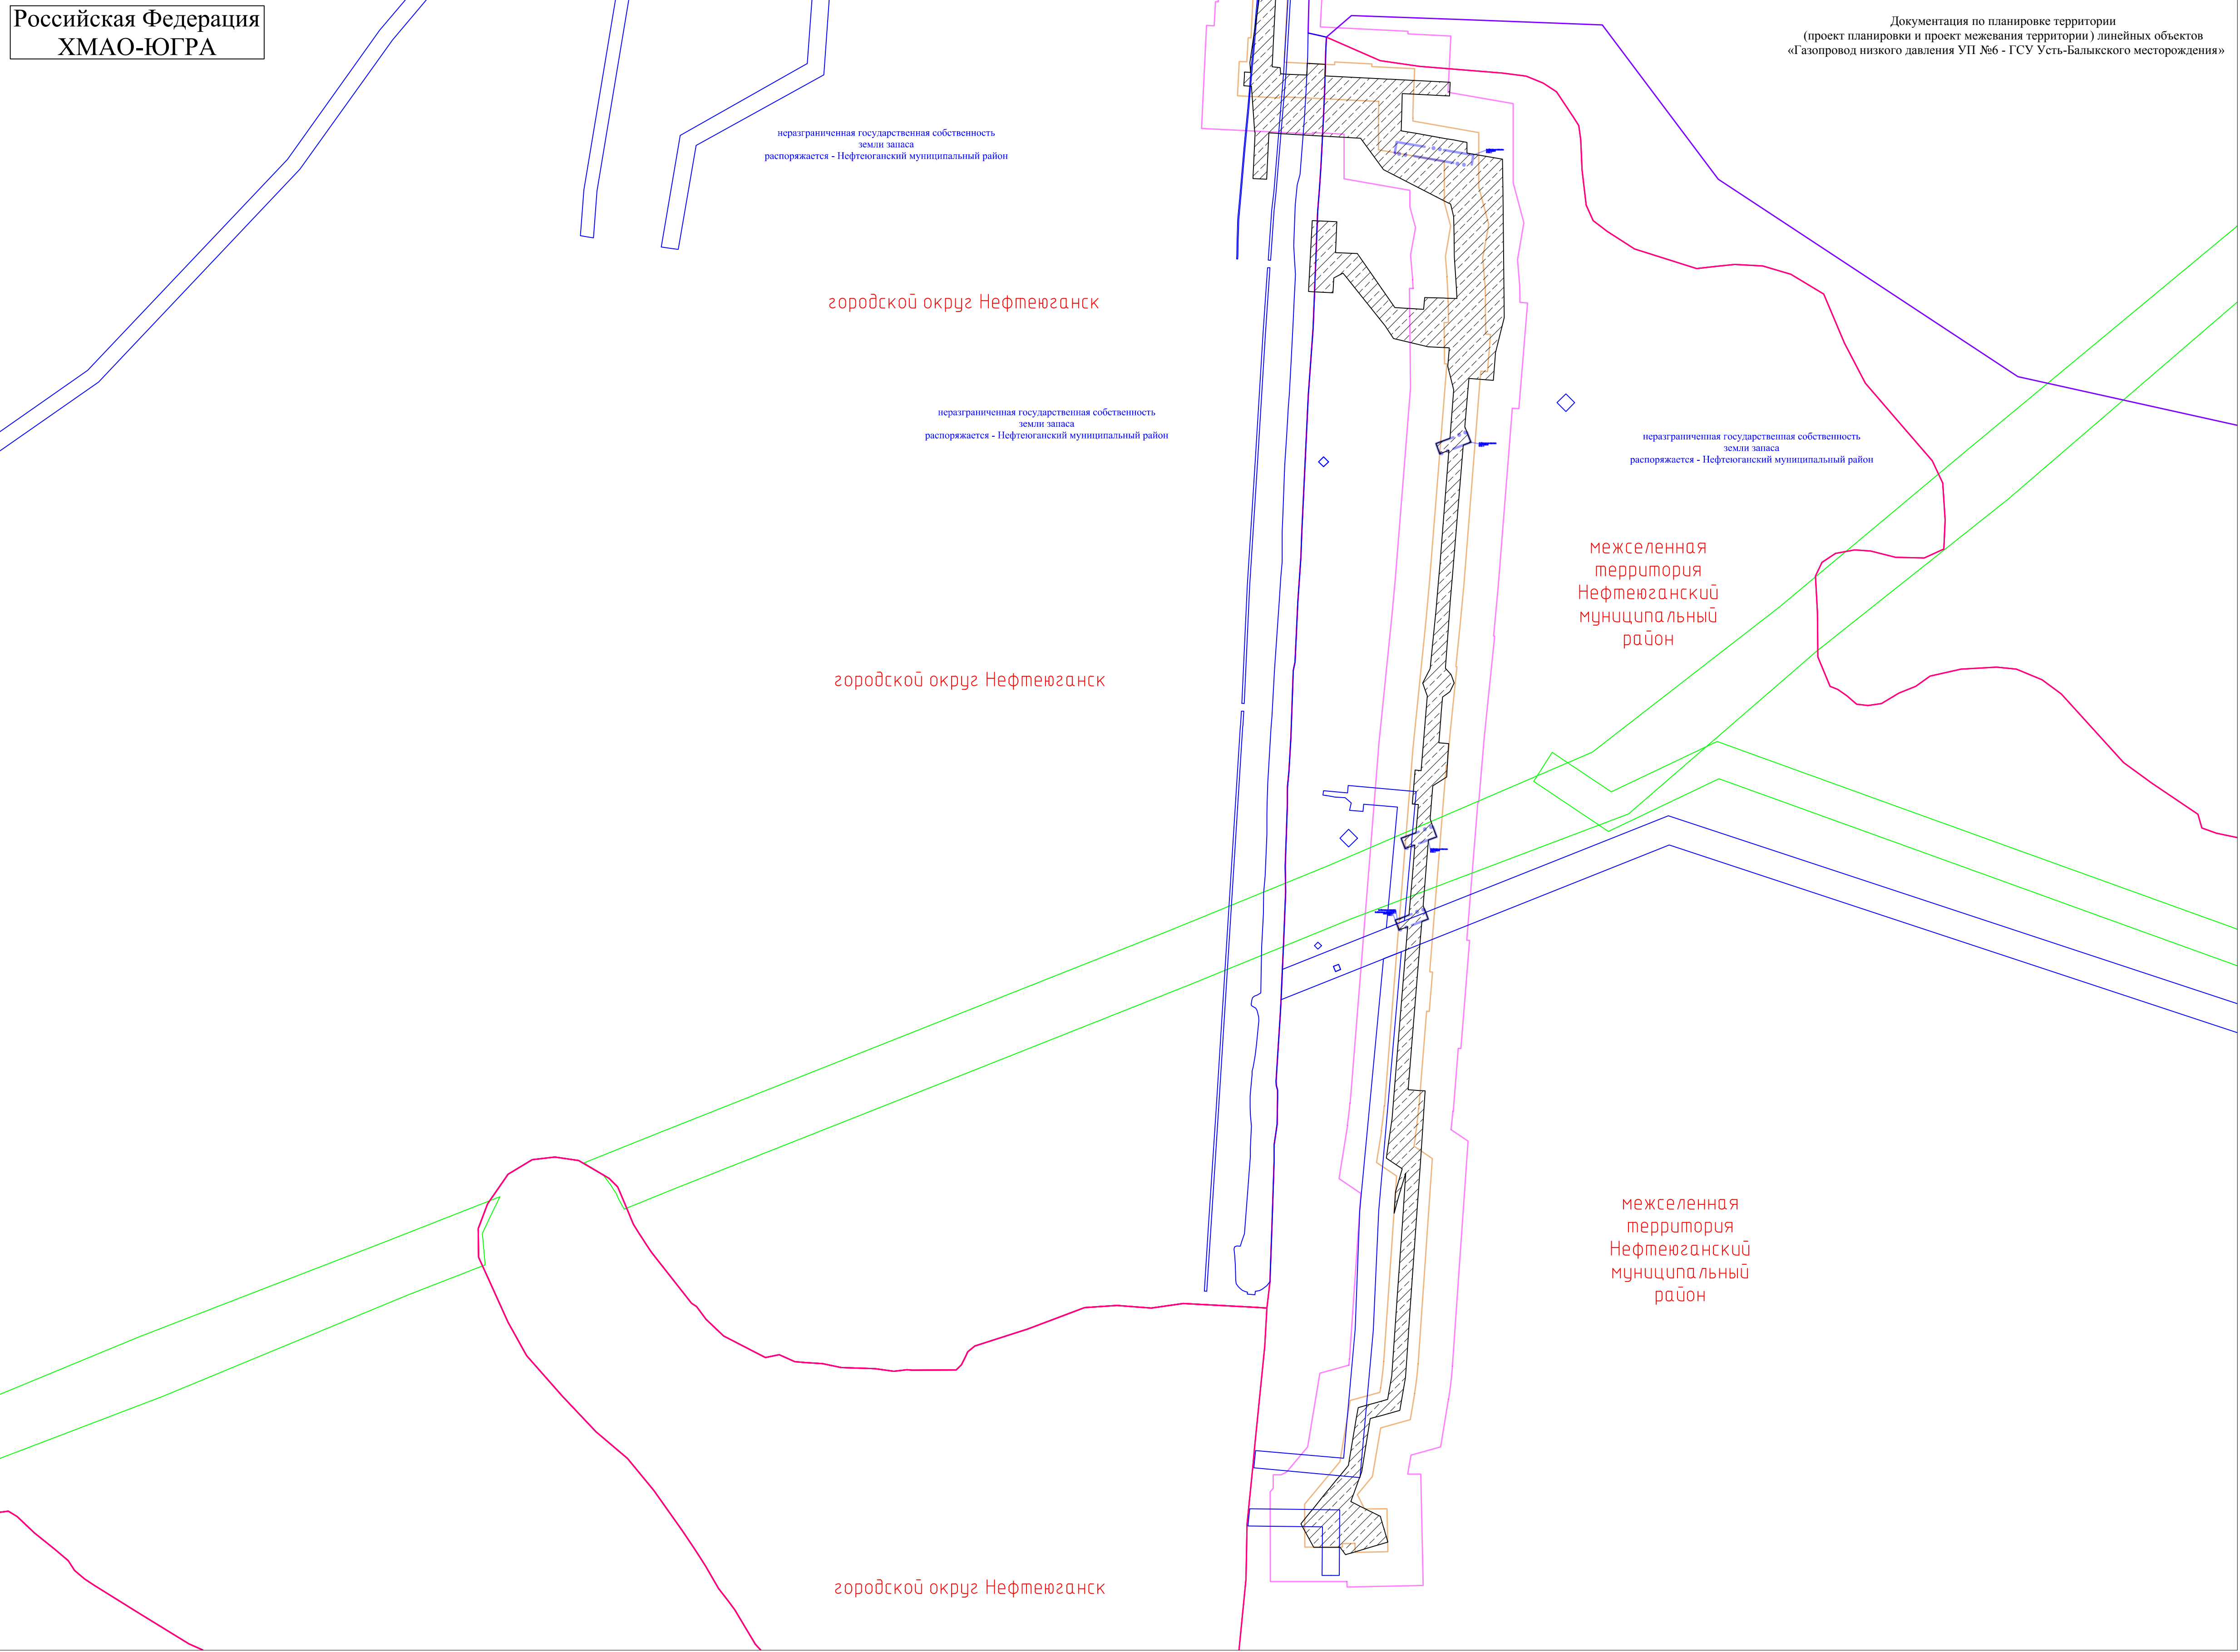 Российская Федерация
ХМАО-ЮГРА
Документация по планировке территории
(проект планировки и проект межевания территории) линейных объектов
«Газопровод низкого давления УП №6 - ГСУ Усть-Балыкского месторождения»
неразграниченная государственная собственность
земли запаса
распоряжается - Нефтеюганский муниципальный район
городской округ Нефтеюганск
неразграниченная государственная собственность
земли запаса
распоряжается - Нефтеюганский муниципальный район
неразграниченная государственная собственность
земли запаса
распоряжается - Нефтеюганский муниципальный район
межселенная
территория
Нефтеюганский
муниципальный
район
городской округ Нефтеюганск
межселенная
территория
Нефтеюганский
муниципальный
район
городской округ Нефтеюганск